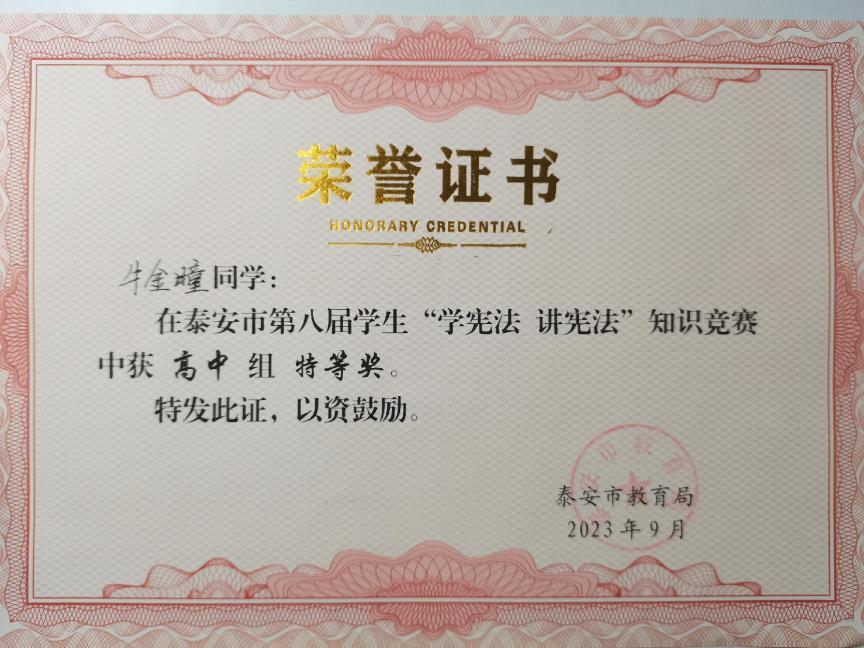 荣誉证书
HONORARY CREDENTIAL
牛金瞳同学：
在泰安市第八届学生“学宪法 讲宪法”知识竞赛
中获 高中 组 特等奖。
特发此证，以资鼓励。
泰安市教育局
2023年9月